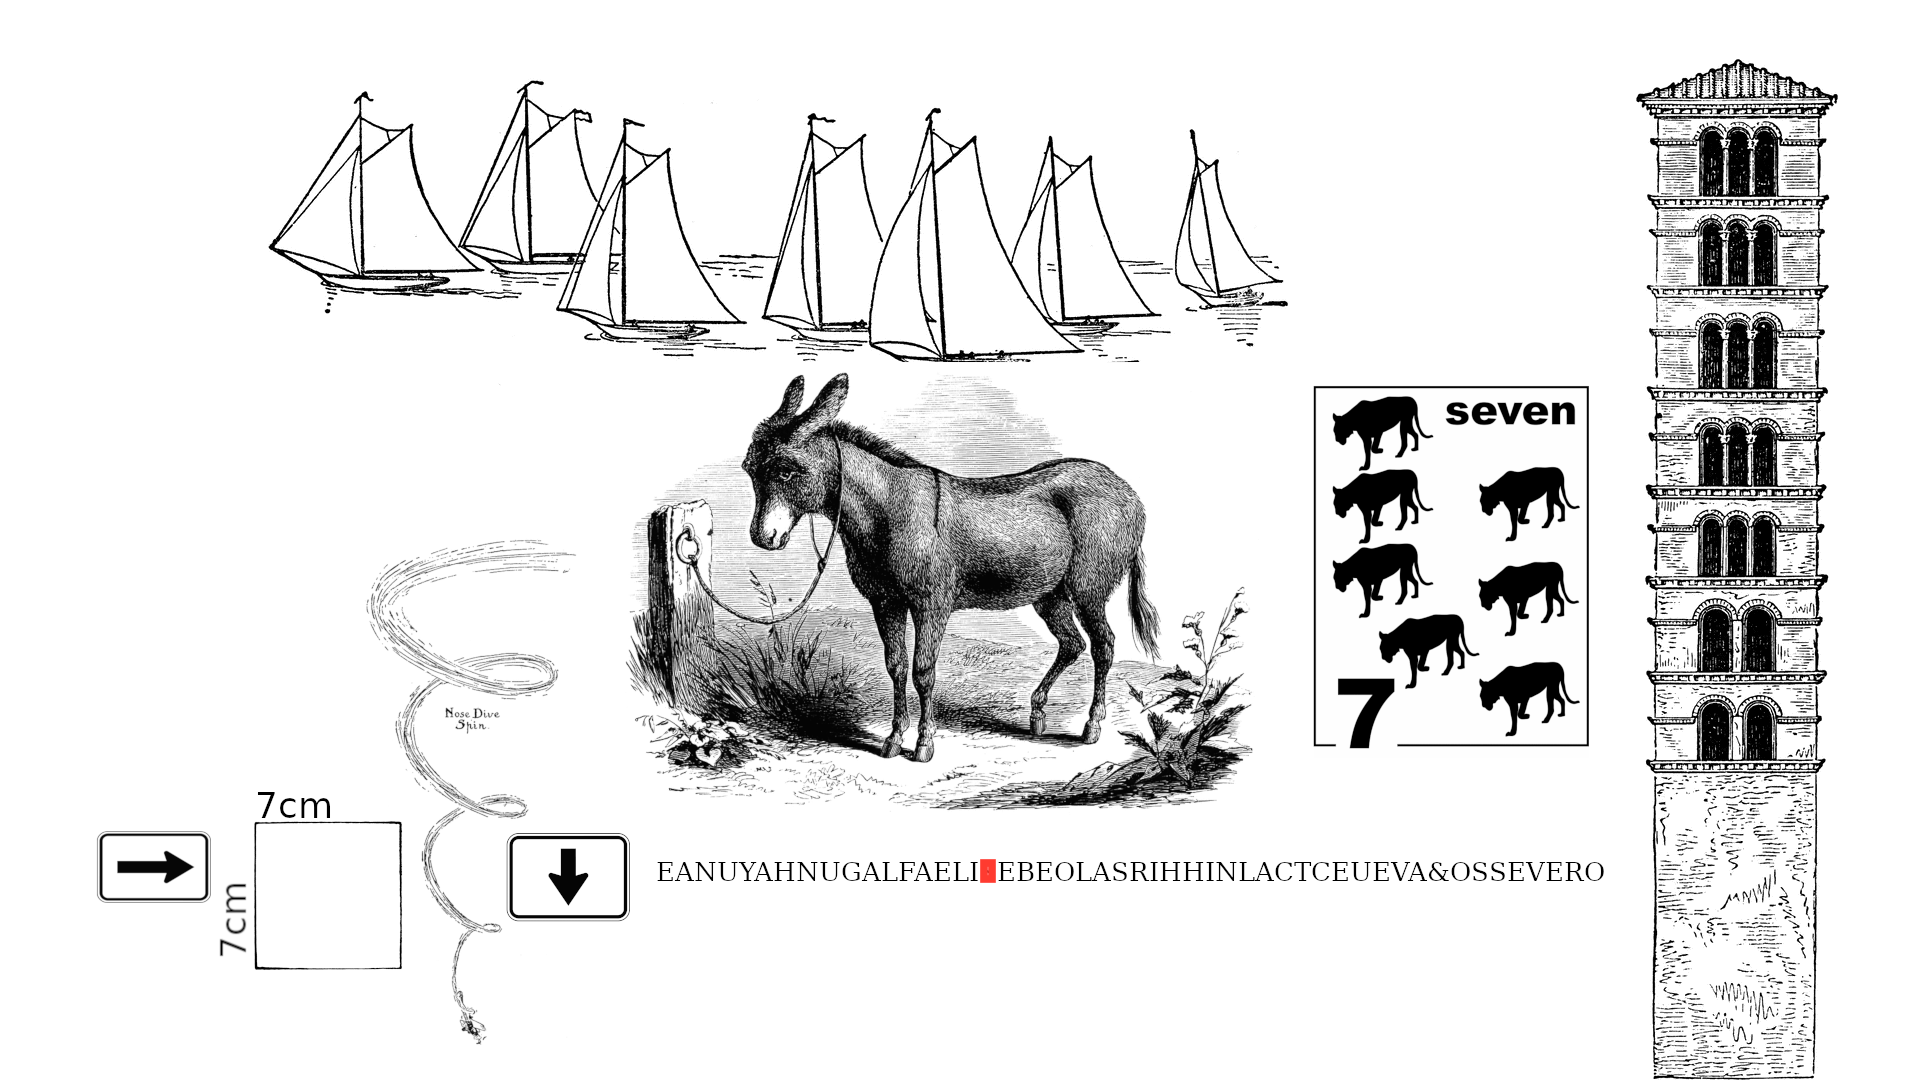 seven
7
Nose Dive
Spin.
7cm
7cm
EANUYAHNUGALFAELI EBEOLASRIHHINLACTCEUEVA&OSSEVERO